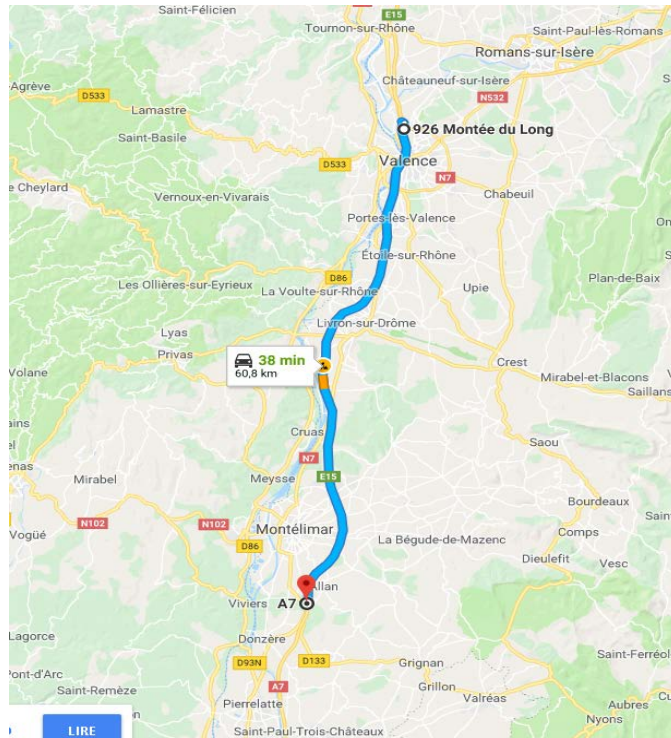 Saint-Félicien
E15
Saint-Paul-lès-Romans
Tournon-sur-Rhône
Romans-sur-Isère
Châteauneuf-sur-Isère
-Agrève
D533
N532
Lamastre
926 Montée du Long
Saint-Basile
D533
Valence
N7
Le Cheylard
Vernoux-en-Vivarais
Chabeuil
Portes-lès-Valence
Étoile-sur-Rhône
D86
Plan-de-Baix
Les Ollières-sur-Eyrieux
La Voulte-sur-Rhône
Upie
Livron-sur-Drôme
Lyas
Privas
38 min
60,8 km
Crest
Volane
Mirabel-et-Blacons
Saillans
Cruas
Saou
N7
Meysse
E15
Mirabel
Bourdeaux
N102
N102
Vogüé
Montélimar
Comps
D86
La Bégude-de-Mazenc
Dieulefit
Vesc
Allan
A7
Viviers
Lagorce
Donzère
D93N
D133
Grignan
Saint-Ferréol
Pont-d'Arc
Saint-Remèze
A7
Grillon
Valréas
Aubres
Pierrelatte
Nyons
LIRE
Saint-Paul-Trois-Châteaux